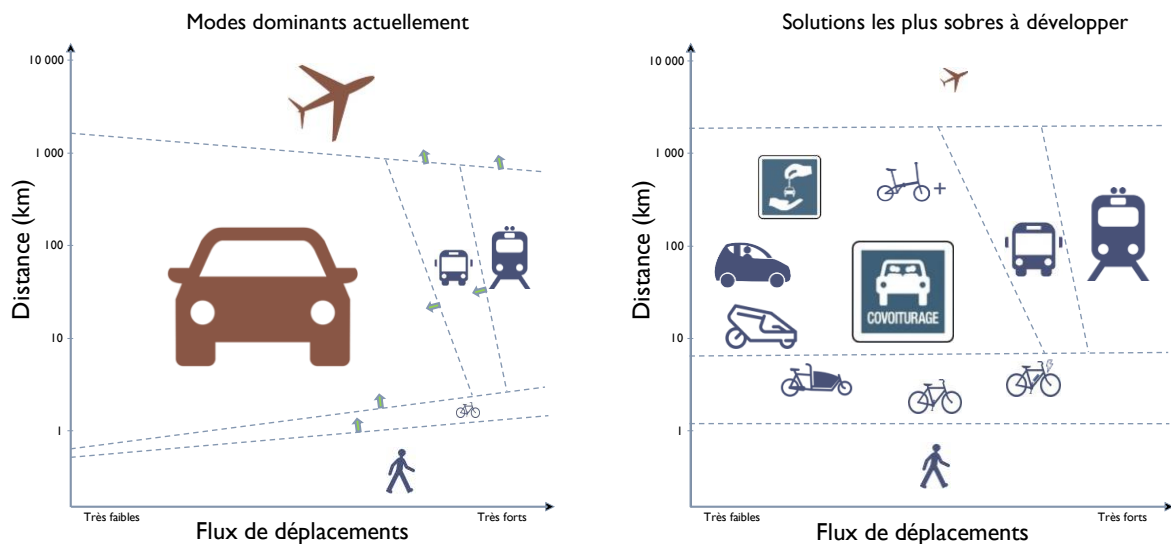 Modes dominants actuellement
10 000
1 000
100
10
1
Distance (km)
Très faibles
Très forts
Flux de déplacements
Solutions les plus sobres à développer
10 000
1 000
100
10
1
Distance (km)
+
COVOITURAGE
Très faibles
Très forts
Flux de déplacements